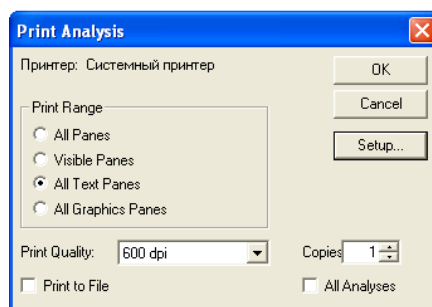 Print Analysis
Принтер: Системный принтер
OK
Cancel
Setup...
Print Range
All Panes
Visible Panes
All Text Panes
All Graphics Panes
Print Quality: 600 dpi
Copies 1
Print to File
All Analyses